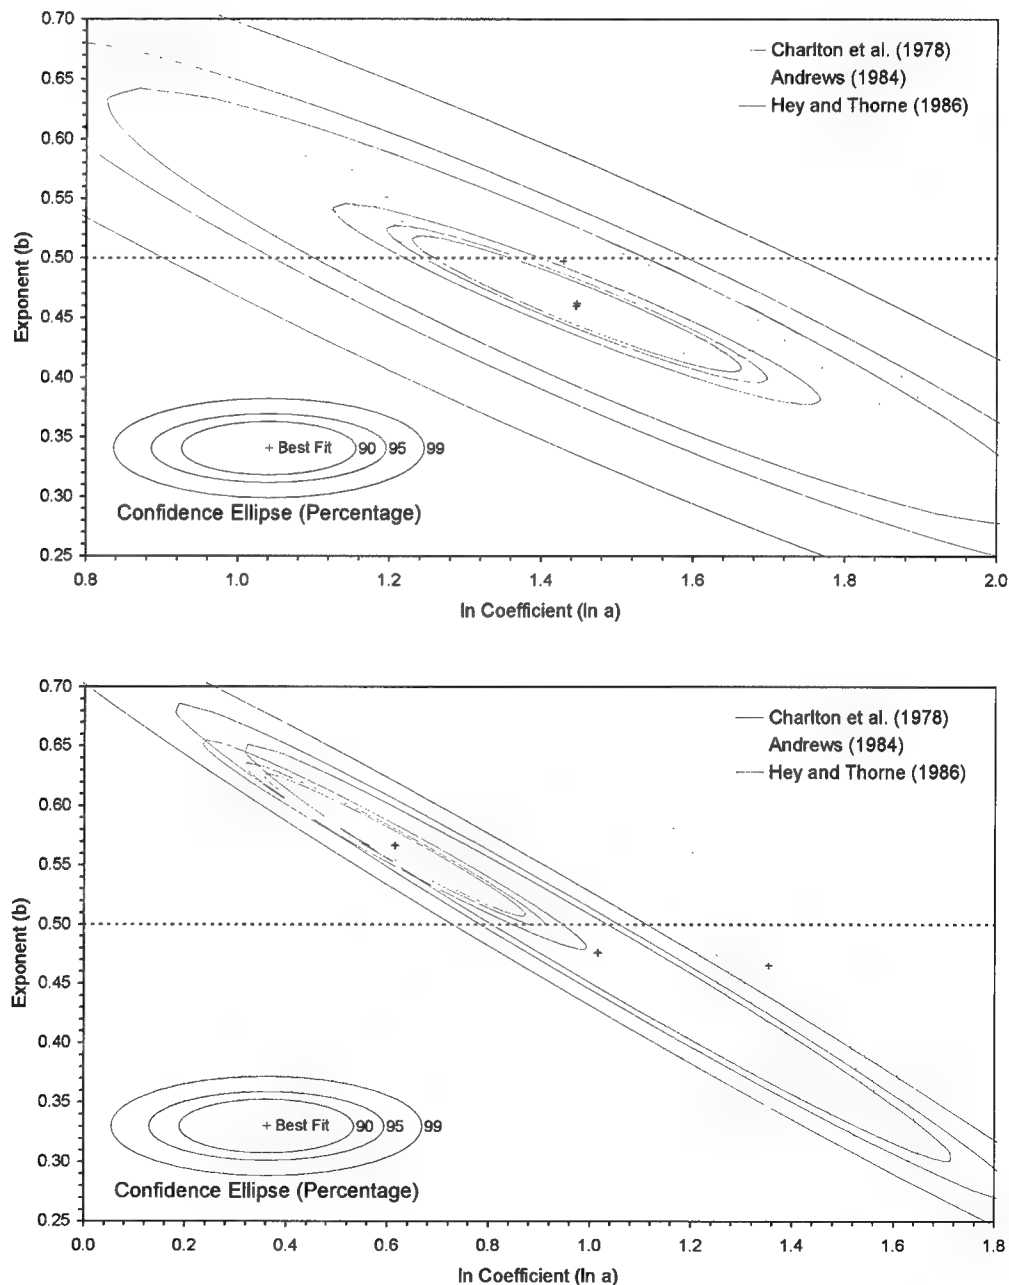 0.70
0.65
0.60
0.55
0.50
0.45
0.40
0.35
0.30
0.25
Exponent (b)
Charlton et al. (1978)
Andrews (1984)
Hey and Thorne (1986)
+ Best Fit 90 95 99
Confidence Ellipse (Percentage)
0.8 1.0 1.2 1.4 1.6 1.8 2.0
ln Coefficient (ln a)
0.70
0.65
0.60
0.55
0.50
0.45
0.40
0.35
0.30
0.25
Exponent (b)
Charlton et al. (1978)
Andrews (1984)
Hey and Thorne (1986)
+ Best Fit 90 95 99
Confidence Ellipse (Percentage)
0.0 0.2 0.4 0.6 0.8 1.0 1.2 1.4 1.6 1.8
ln Coefficient (ln a)